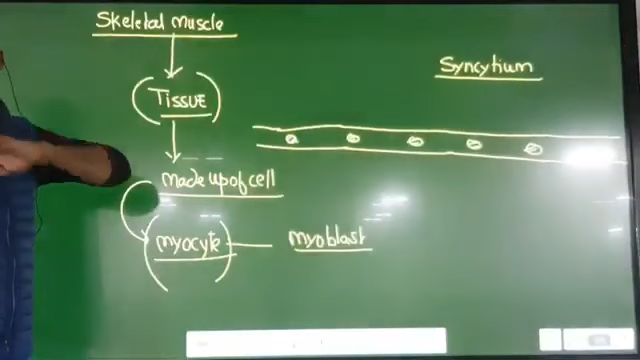 Skeletal muscle
Syncytium
(Tissue)
Made up of cell
(myocyte) — myoblast